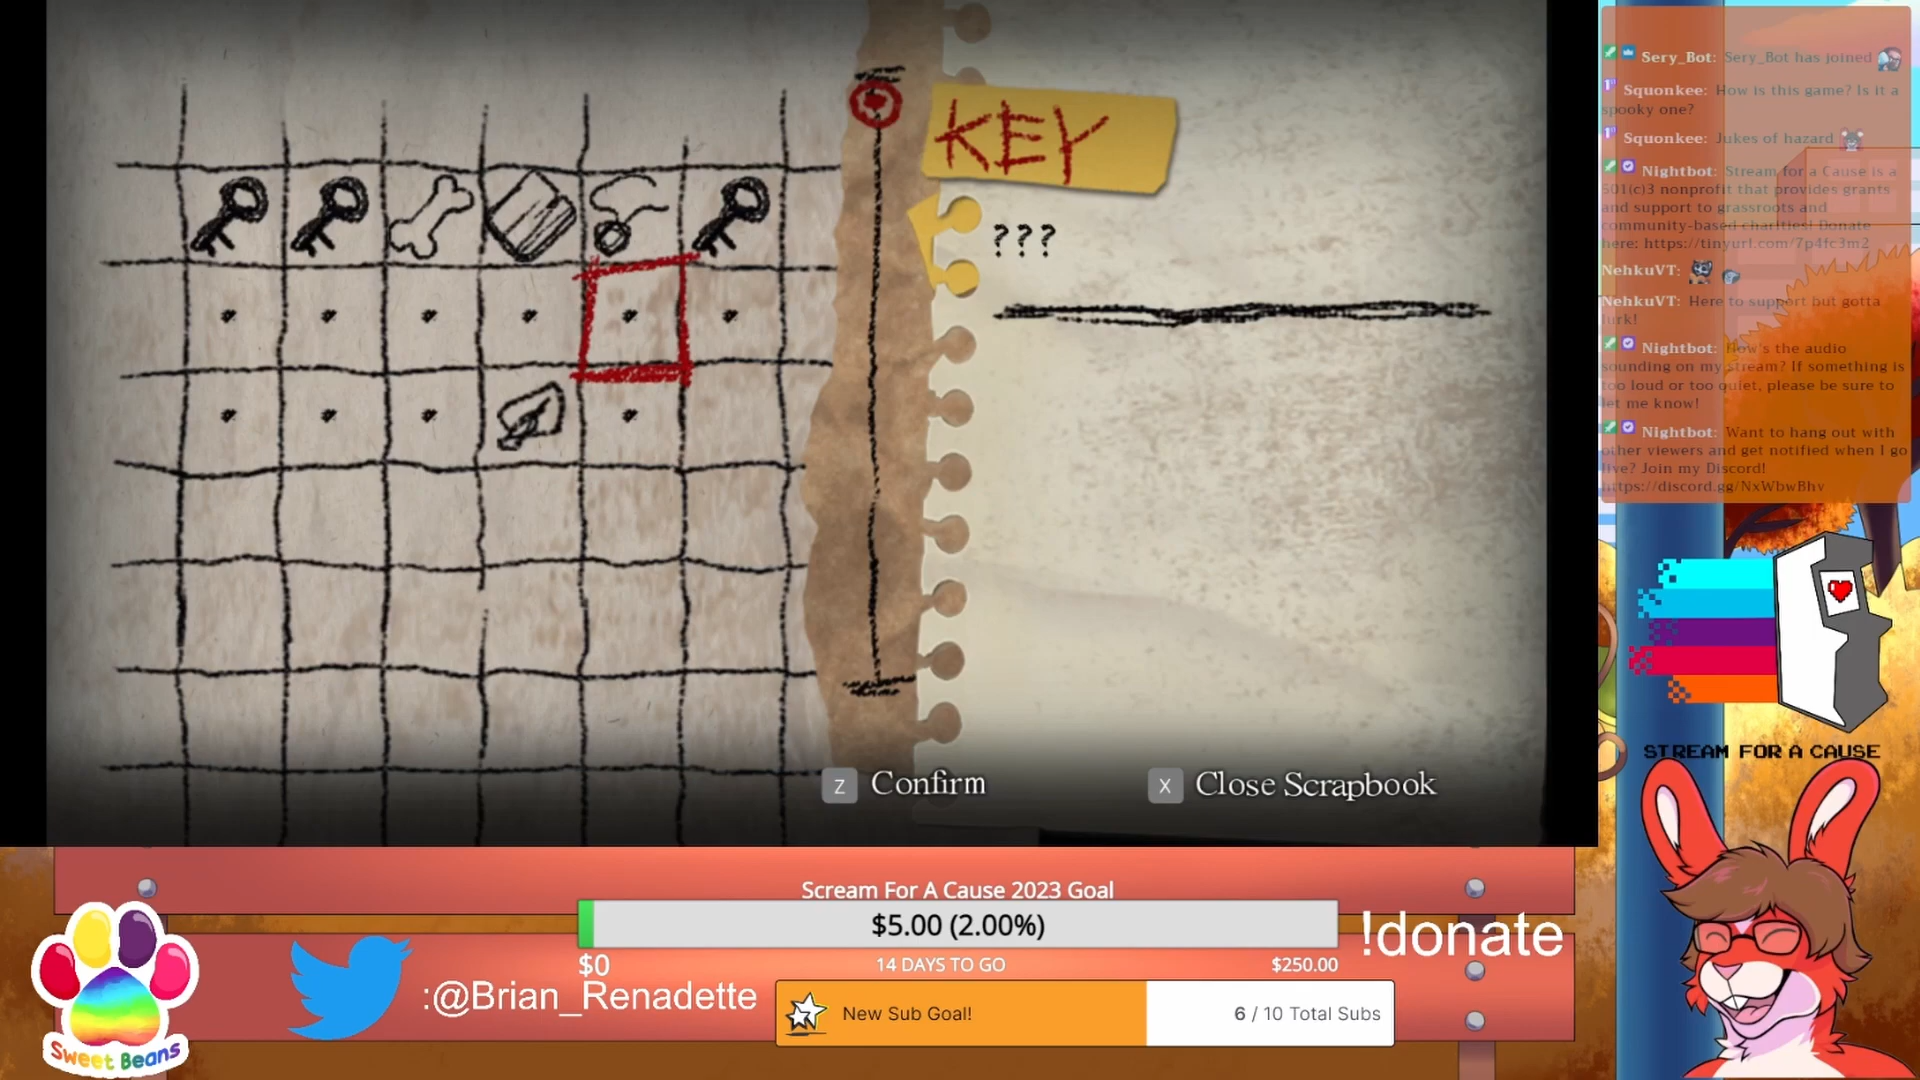 KEY
???
Z Confirm
X Close Scrapbook
Sery_Bot: Sery_Bot has joined
Squonkee: How is this game? Is it a
spooky one?
Squonkee: Jukes of hazard
Nightbot: Stream for a Cause is a
501(c)3 nonprofit that provides grants
and support to grassroots and
community-based charities! Donate
here: https://tinyurl.com/7p4fc3m2
NehkuVT:
NehkuVT: Here to support but gotta
lurk!
Nightbot: How's the audio
sounding on my stream? If something is
too loud or too quiet, please be sure to
let me know!
Nightbot: Want to hang out with
other viewers and get notified when I go
live? Join my Discord!
https://discord.gg/NxWbwBhv
STREAM FOR A CAUSE
Scream For A Cause 2023 Goal
$5.00 (2.00%)
$0 14 DAYS TO GO $250.00
!donate
Sweet Beans
:@Brian_Renadette
New Sub Goal! 6 / 10 Total Subs